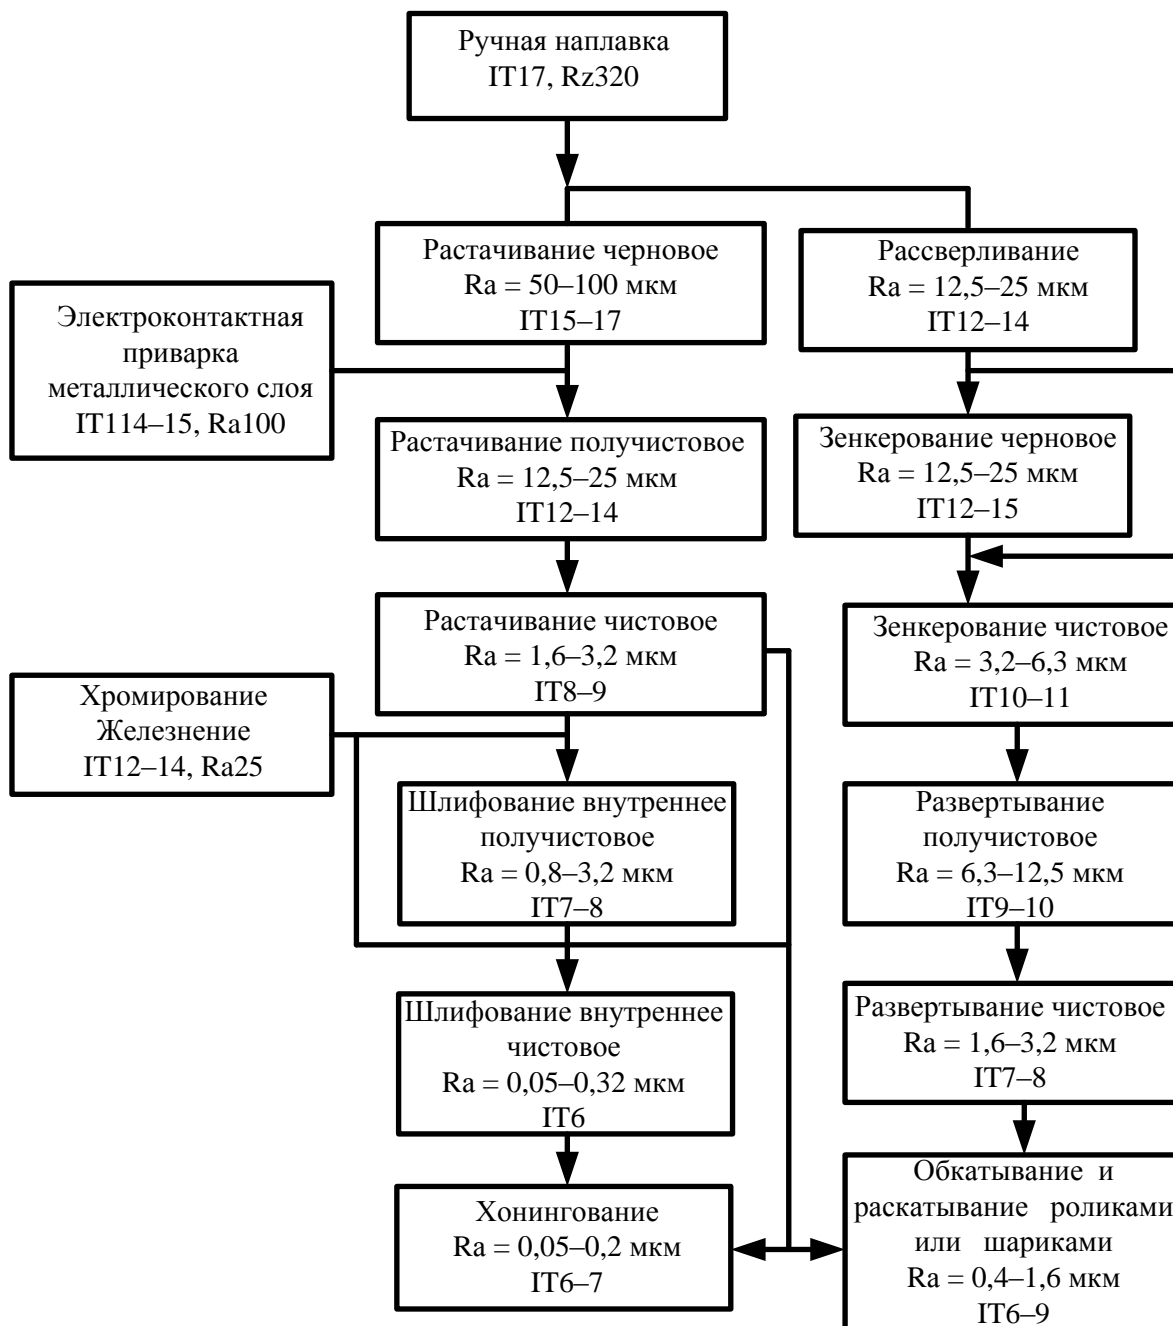 Ручная наплавка
IT17, Rz320
Растачивание черновое
Ra = 50–100 мкм
IT15–17
Рассверливание
Ra = 12,5–25 мкм
IT12–14
Электроконтактная
приварка
металлического слоя
IT114–15, Ra100
Растачивание получистовое
Ra = 12,5–25 мкм
IT12–14
Зенкерование черновое
Ra = 12,5–25 мкм
IT12–15
Растачивание чистовое
Ra = 1,6–3,2 мкм
IT8–9
Зенкерование чистовое
Ra = 3,2–6,3 мкм
IT10–11
Хромирование
Железнение
IT12–14, Ra25
Шлифование внутреннее
получистовое
Ra = 0,8–3,2 мкм
IT7–8
Развертывание
получистовое
Ra = 6,3–12,5 мкм
IT9–10
Шлифование внутреннее
чистовое
Ra = 0,05–0,32 мкм
IT6
Развертывание чистовое
Ra = 1,6–3,2 мкм
IT7–8
Хонингование
Ra = 0,05–0,2 мкм
IT6–7
Обкатывание и
раскатывание роликами
или шариками
Ra = 0,4–1,6 мкм
IT6–9